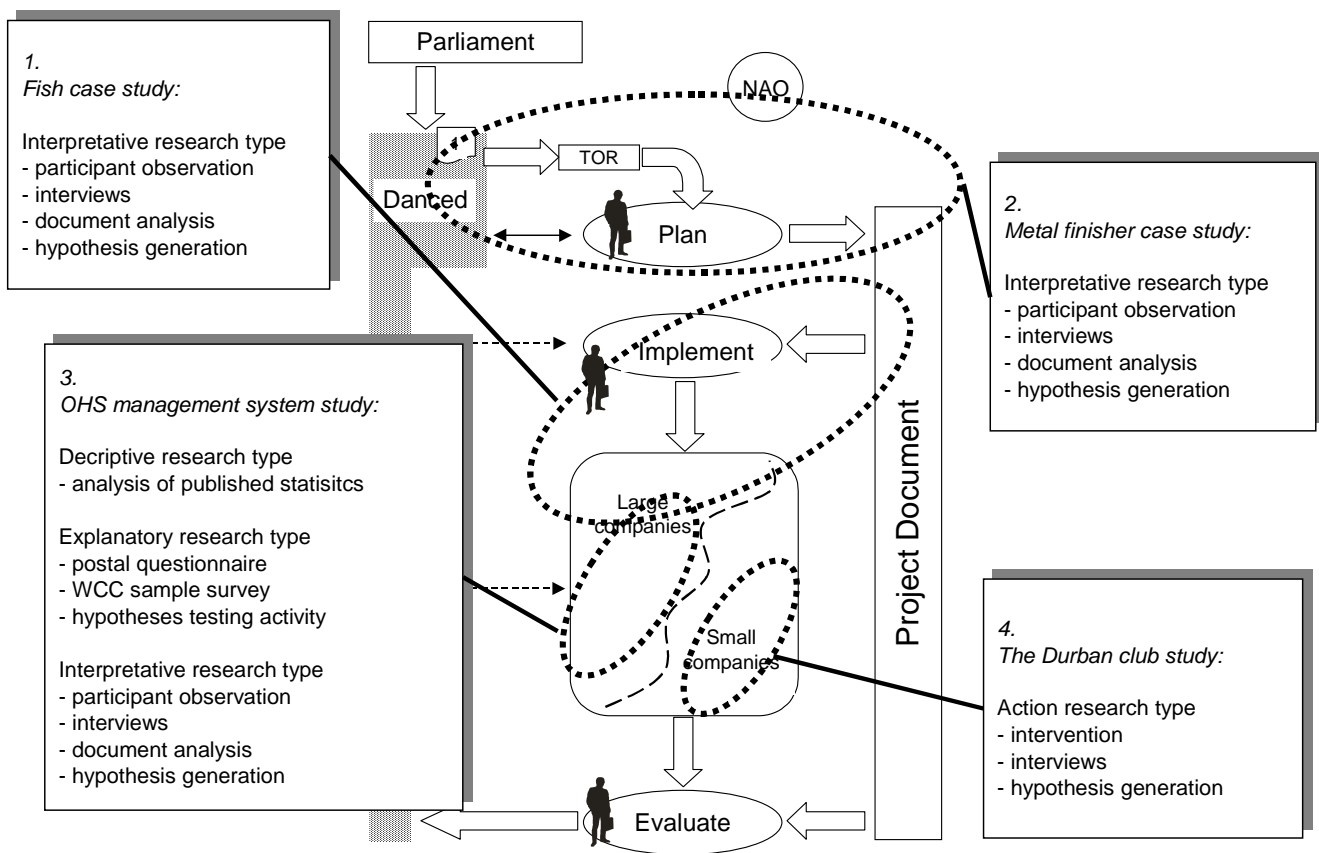 1.
Fish case study:
Interpretative research type
- participant observation
- interviews
- document analysis
- hypothesis generation
Parliament
NAO
TOR
Danced
Plan
2.
Metal finisher case study:
Interpretative research type
- participant observation
- interviews
- document analysis
- hypothesis generation
Implement
Project Document
3.
OHS management system study:
Decriptive research type
- analysis of published statisitcs
Explanatory research type
- postal questionnaire
- WCC sample survey
- hypotheses testing activity
Interpretative research type
- participant observation
- interviews
- document analysis
- hypothesis generation
Large
companies
Small
companies
4.
The Durban club study:
Action research type
- intervention
- interviews
- hypothesis generation
Evaluate